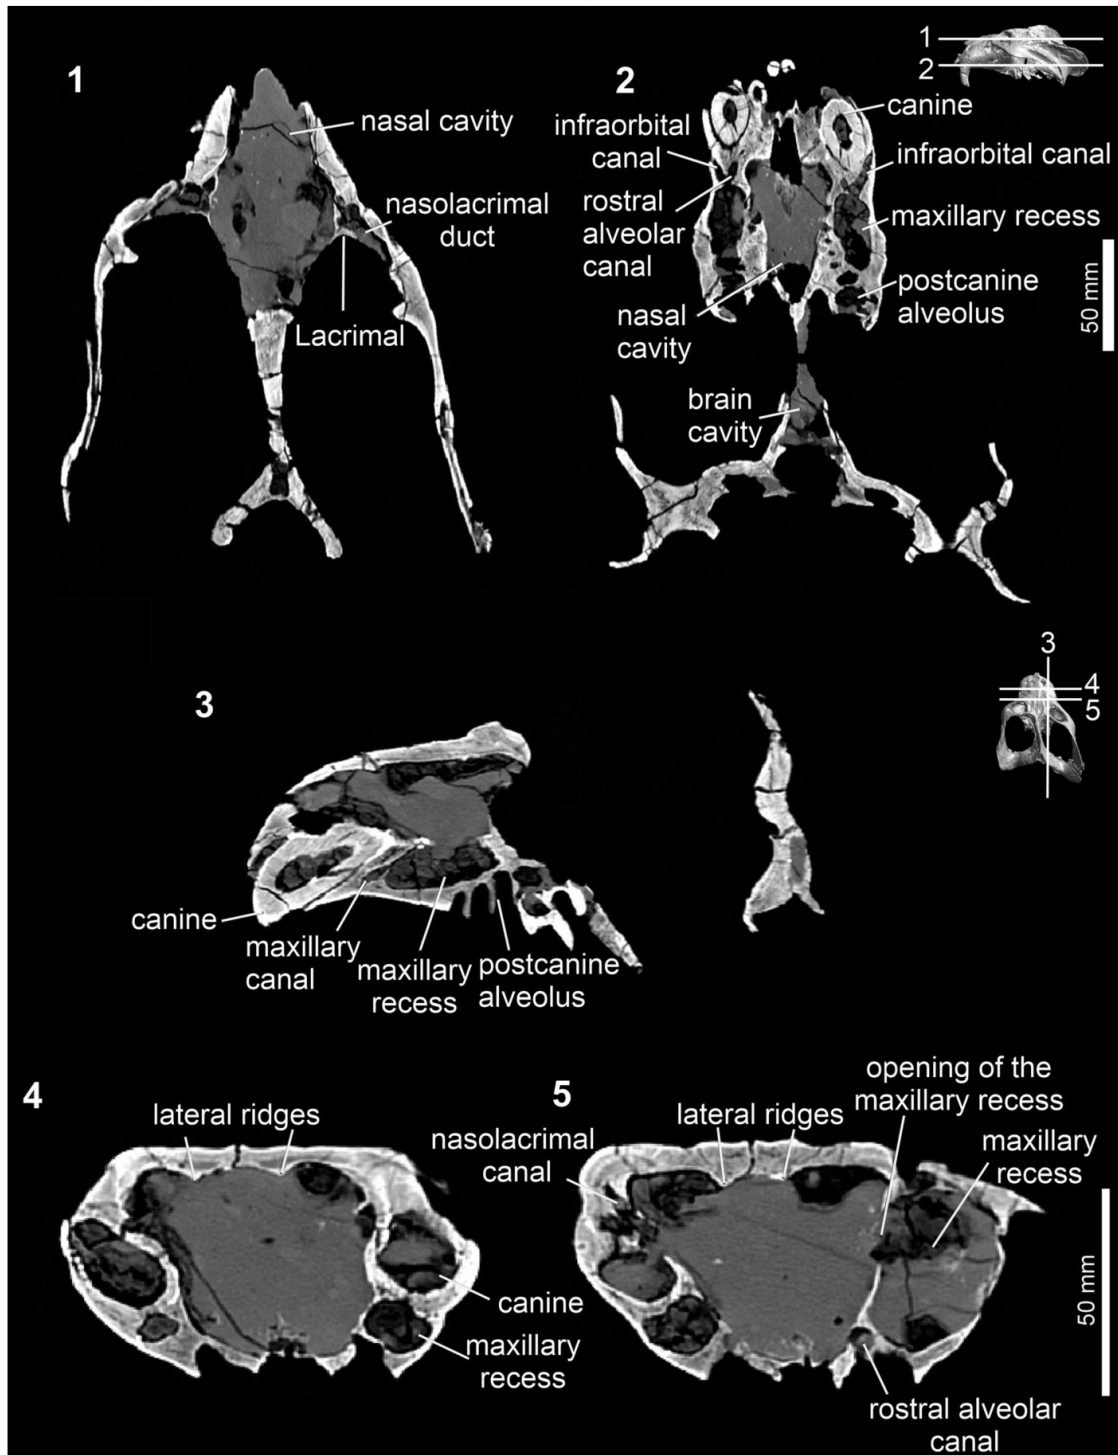 1
nasal cavity
nasolacrimal
duct
Lacrimal
2
canine
infraorbital
canal
infraorbital canal
rostral
alveolar
canal
maxillary recess
nasal
cavity
postcanine
alveolus
brain
cavity
1
2
50 mm
3
canine
maxillary
canal
maxillary
recess
postcanine
alveolus
3
4
5
4
lateral ridges
canine
maxillary
recess
5
nasolacrimal
canal
lateral ridges
opening of the
maxillary recess
maxillary
recess
rostral alveolar
canal
50 mm